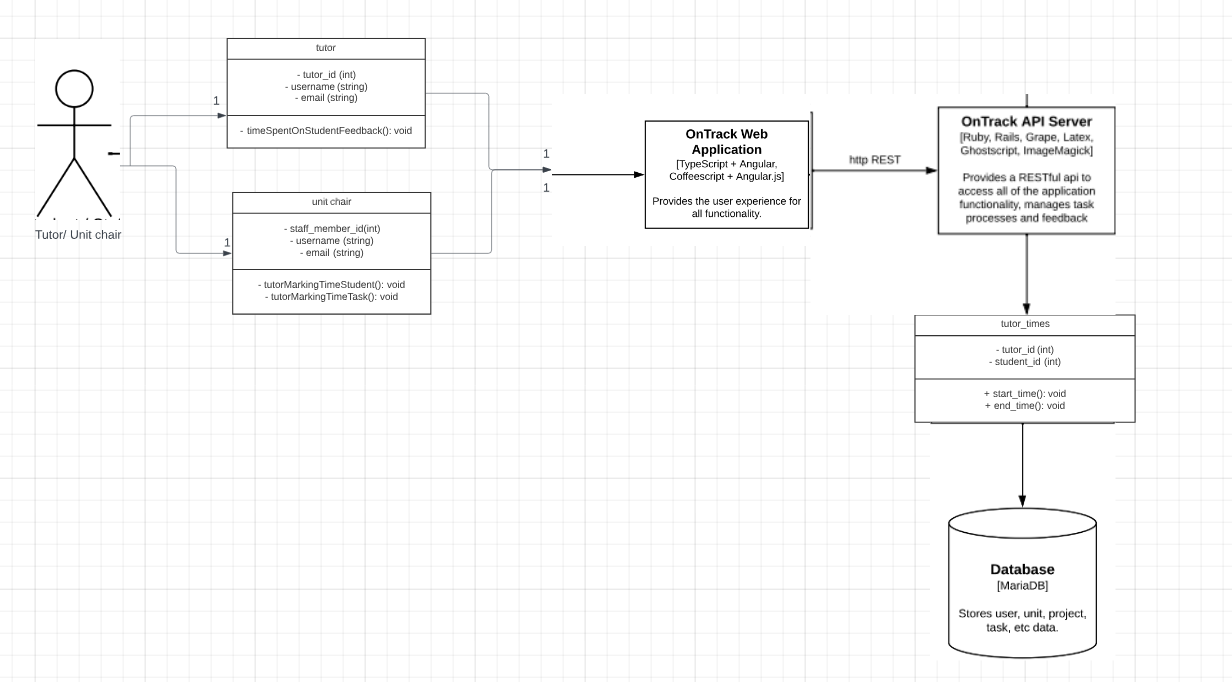 tutor
- tutor_id (int)
- username (string)
- email (string)
- timeSpentOnStudentFeedback(): void
1
Tutor/ Unit chair
1
unit chair
- staff_member_id(int)
- username (string)
- email (string)
- tutorMarkingTimeStudent(): void
- tutorMarkingTimeTask(): void
1
1
OnTrack Web
Application
[TypeScript + Angular,
Coffeescript + Angular.js]
Provides the user experience for
all functionality.
http REST
OnTrack API Server
[Ruby, Rails, Grape, Latex,
Ghostscript, ImageMagick]
Provides a RESTful api to
access all of the application
functionality, manages task
processes and feedback
tutor_times
- tutor_id (int)
- student_id (int)
+ start_time(): void
+ end_time(): void
Database
[MariaDB]
Stores user, unit, project,
task, etc data.